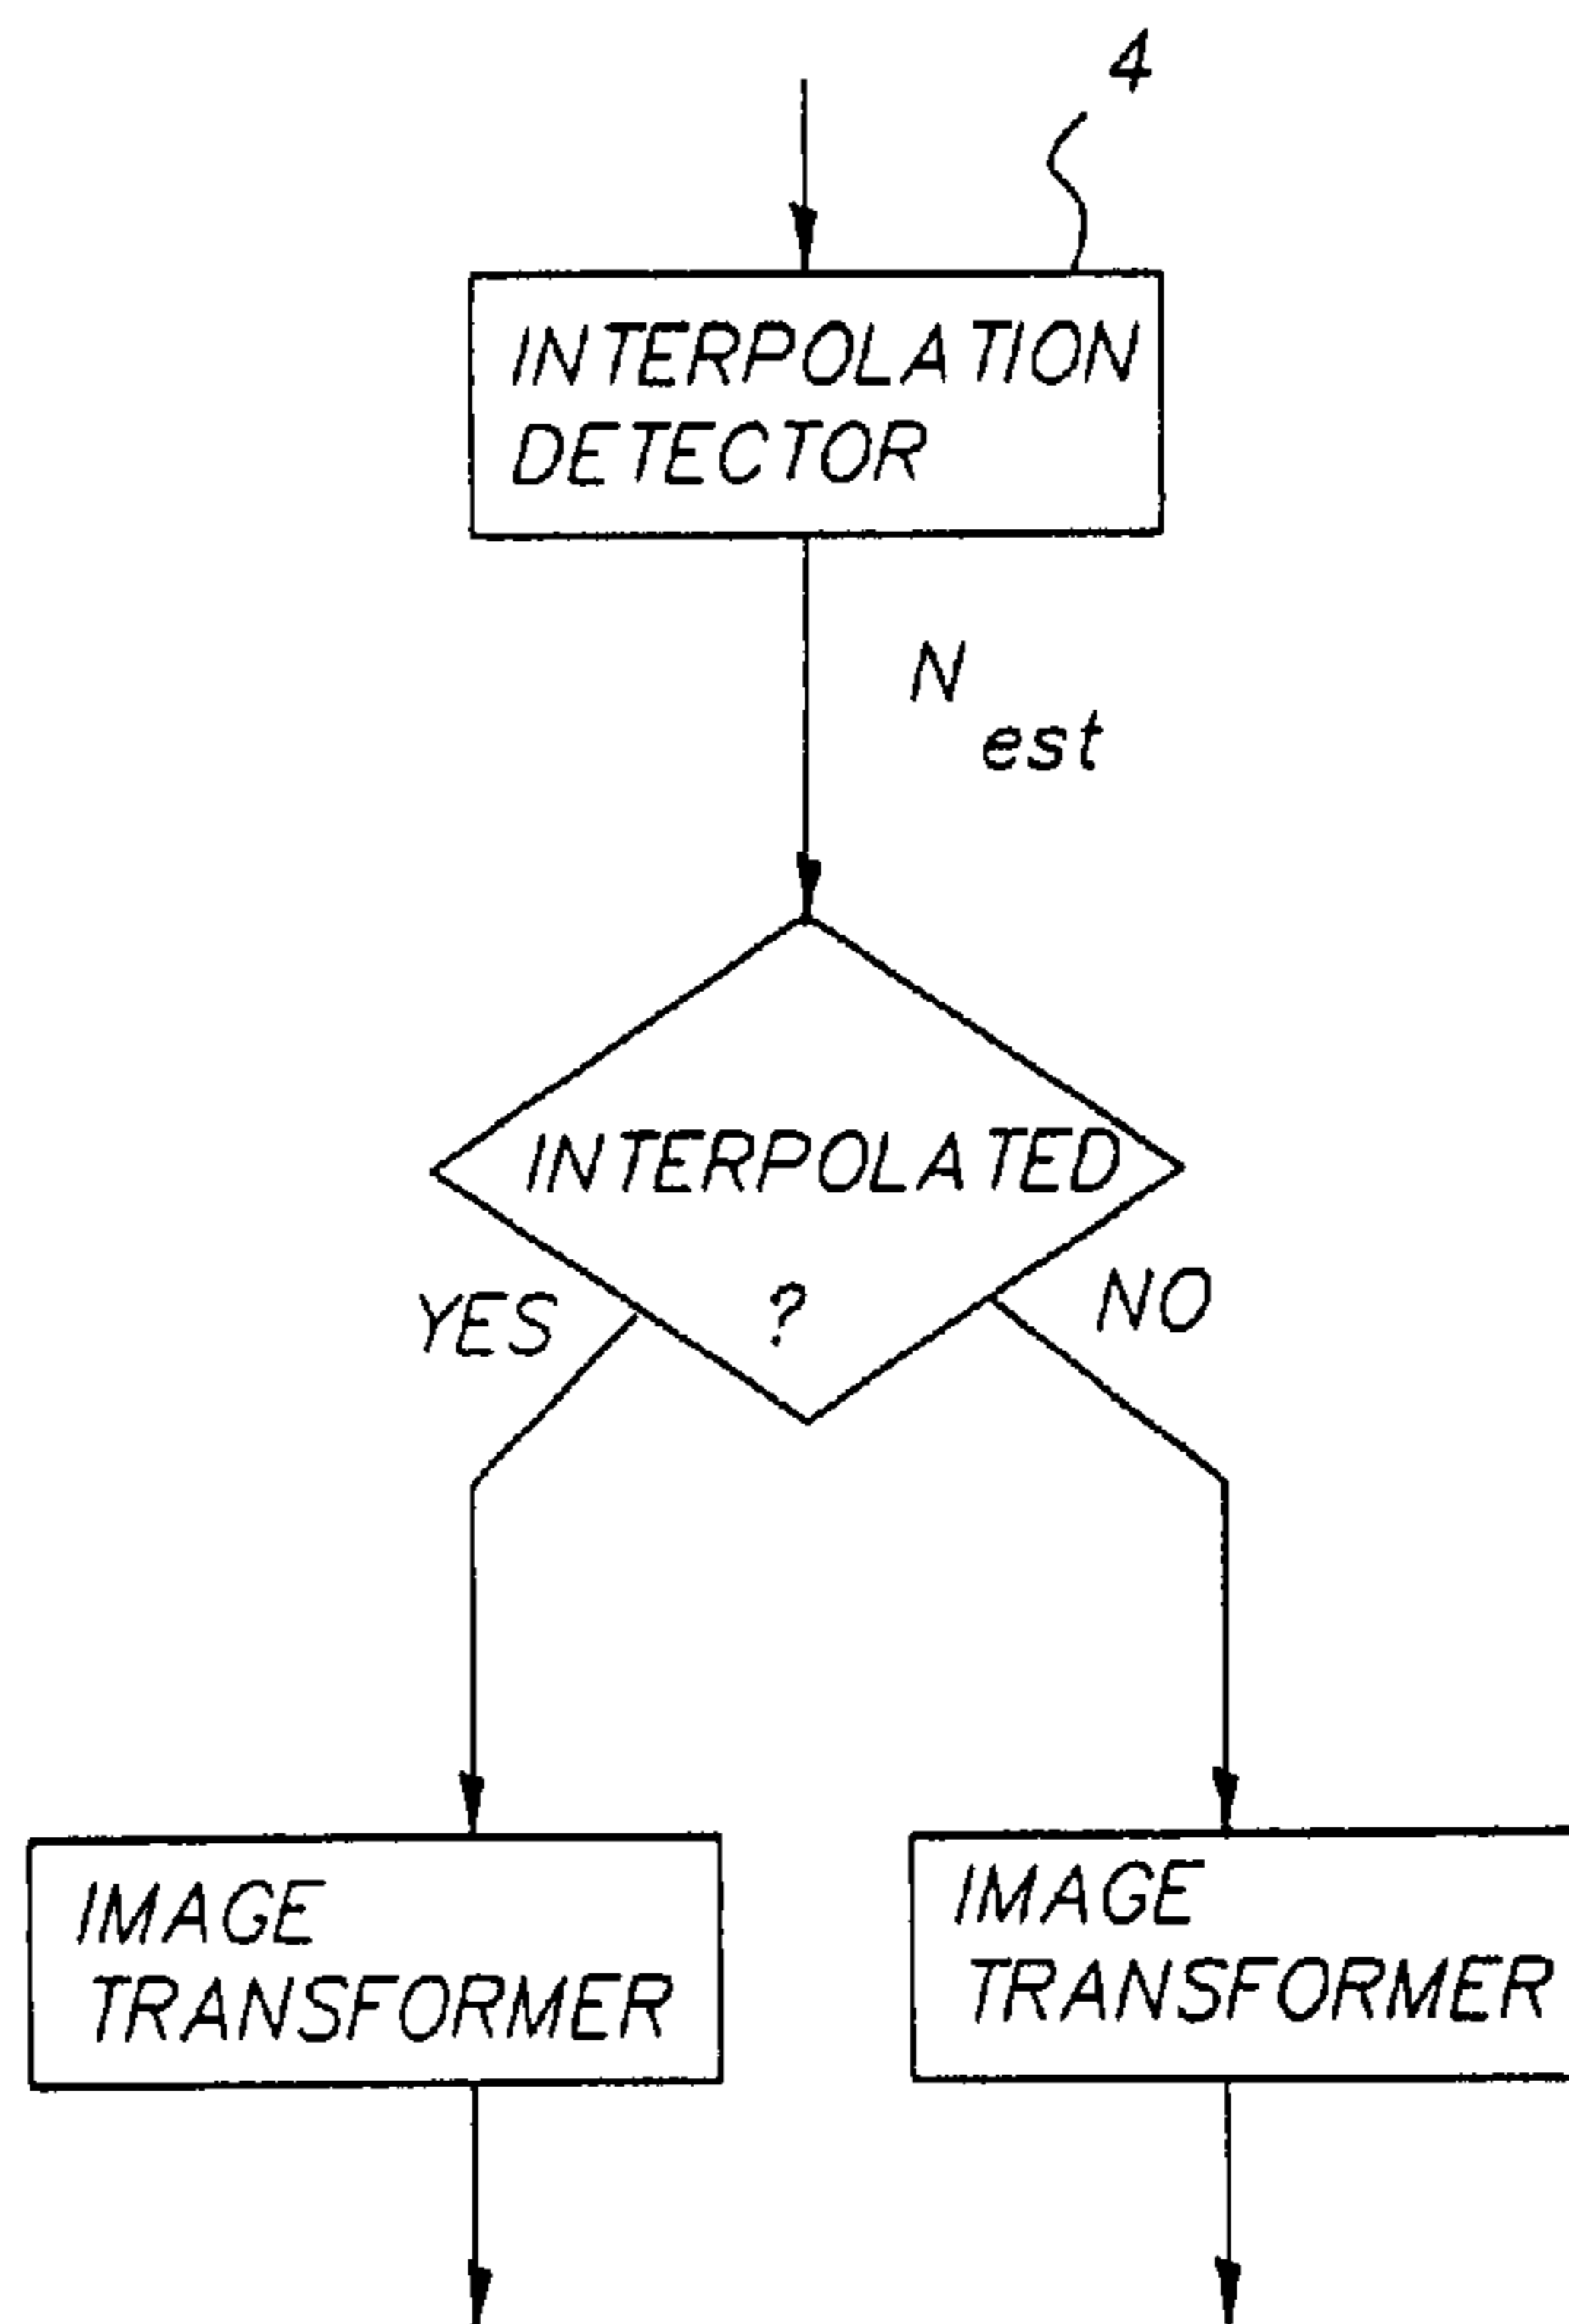 4
INTERPOLATION
DETECTOR
N est
INTERPOLATED
?
YES
NO
IMAGE
TRANSFORMER
IMAGE
TRANSFORMER